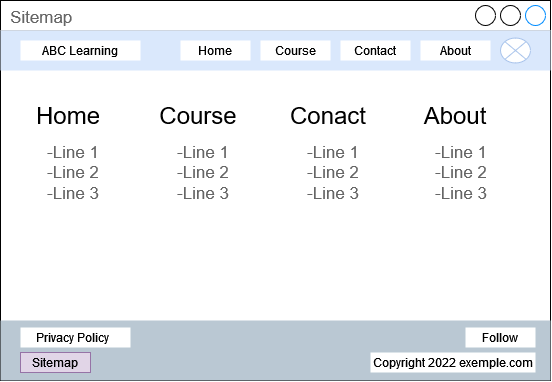 Sitemap
ABC Learning Home Course Contact About
Home Course Conact About
-Line 1 -Line 1 -Line 1 -Line 1
-Line 2 -Line 2 -Line 2 -Line 2
-Line 3 -Line 3 -Line 3 -Line 3
Privacy Policy Follow
Sitemap Copyright 2022 exemple.com